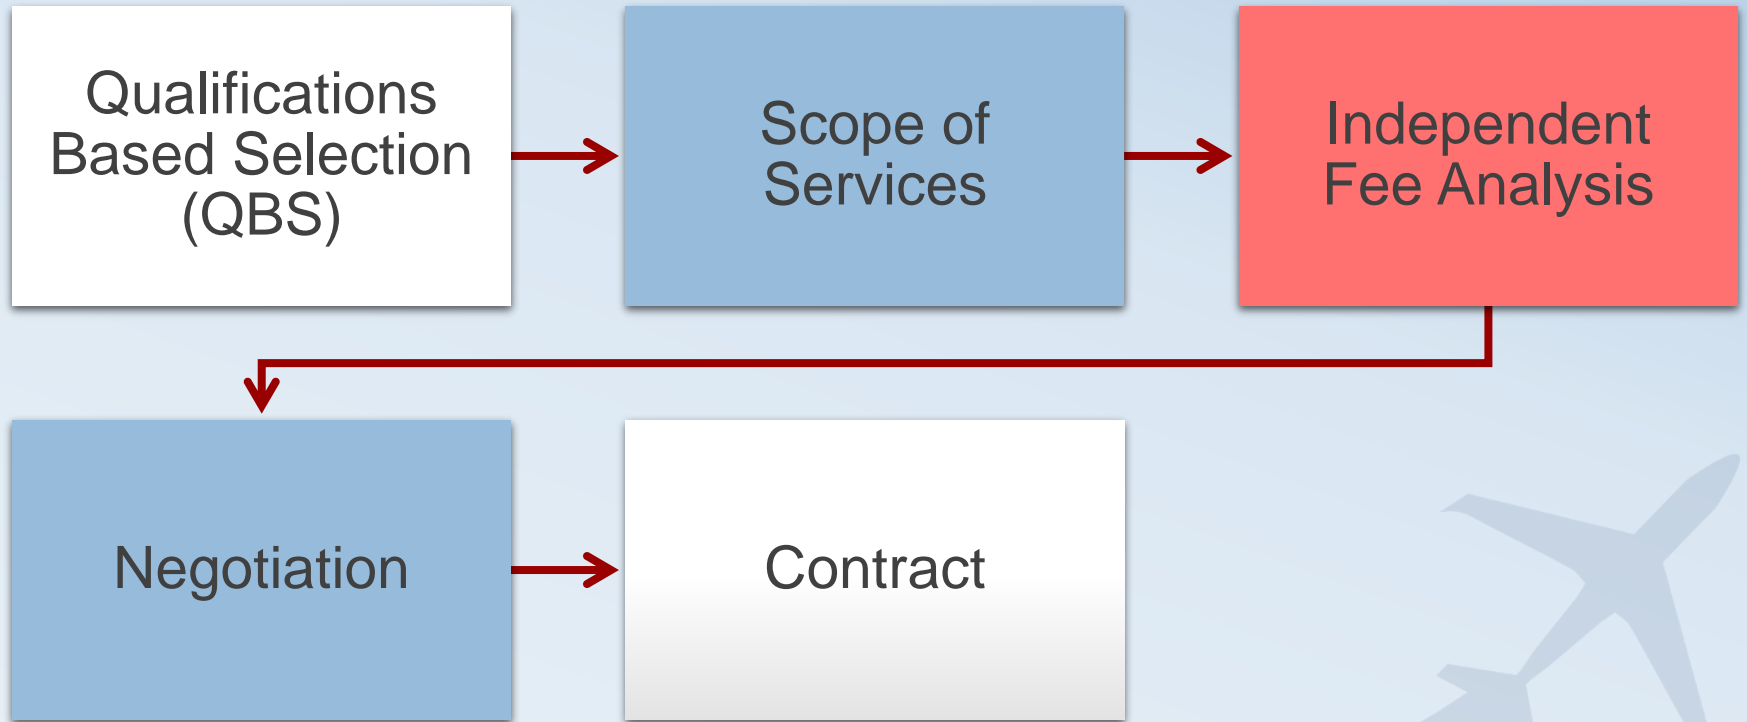 Qualifications
Based Selection
(QBS)
Scope of
Services
Independent
Fee Analysis
Negotiation
Contract